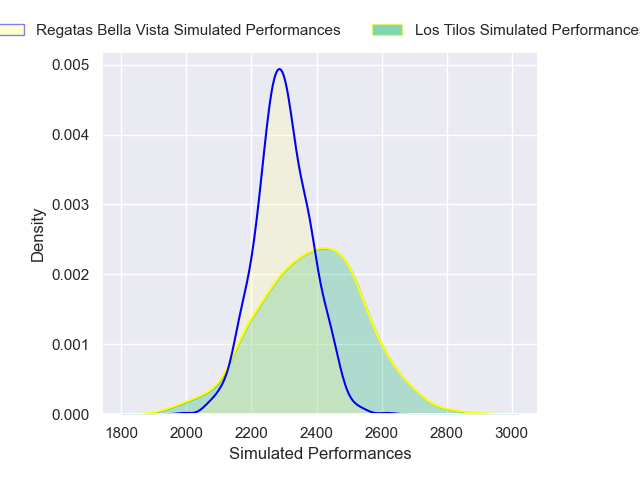 Regatas Bella Vista Simulated Performances
Los Tilos Simulated Performance
0.005
0.004
0.003
0.002
0.001
0.000
Density
1800 2000 2200 2400 2600 2800 3000
Simulated Performances